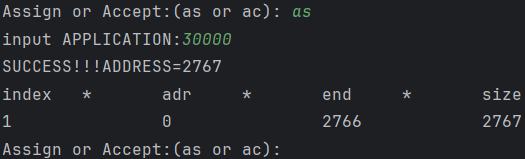 Assign or Accept:(as or ac): as
input APPLICATION:30000
SUCCESS!!!ADDRESS=2767
index * adr * end * size
1 0 2766 2767
Assign or Accept:(as or ac):